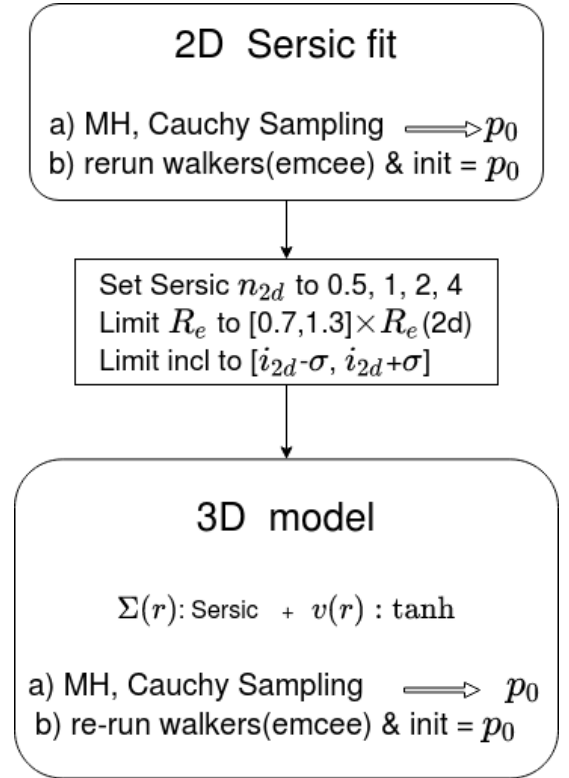 2D Sersic fit
a) MH, Cauchy Sampling ⟹ p₀
b) rerun walkers(emcee) & init = p₀
Set Sersic n₂d to 0.5, 1, 2, 4
Limit Rₑ to [0.7,1.3]×Rₑ(2d)
Limit incl to [i₂d-σ, i₂d+σ]
3D model
Σ(r): Sersic + v(r) : tanh
a) MH, Cauchy Sampling ⟹ p₀
b) re-run walkers(emcee) & init = p₀